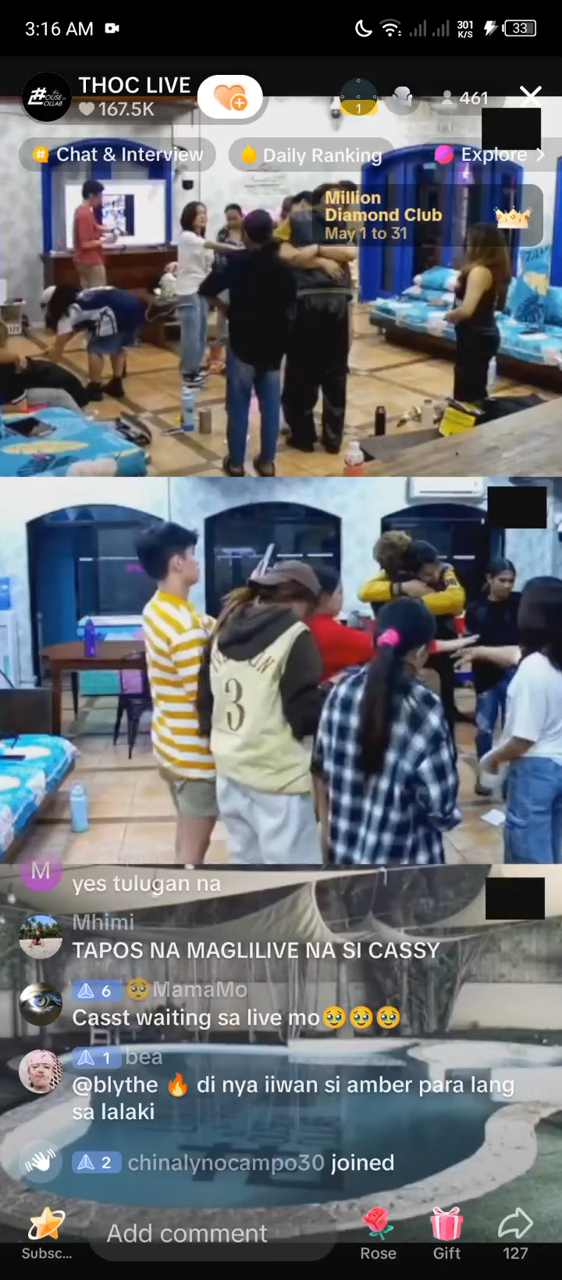 3:16 AM
301
K/S
33
#
HOUSE
COLLAB
THOC LIVE
167.5K
1
461
Chat & Interview
Daily Ranking
Explore
Million
Diamond Club
May 1 to 31
3
M
yes tulugan na
Mhimi
TAPOS NA MAGLILIVE NA SI CASSY
6 🥺MamaMo
Casst waiting sa live mo🥹🥹🥹
1 bea
@blythe 🔥 di nya iiwan si amber para lang
sa lalaki
2 chinalynocampo30 joined
Subsc...
Add comment
Rose
Gift
127